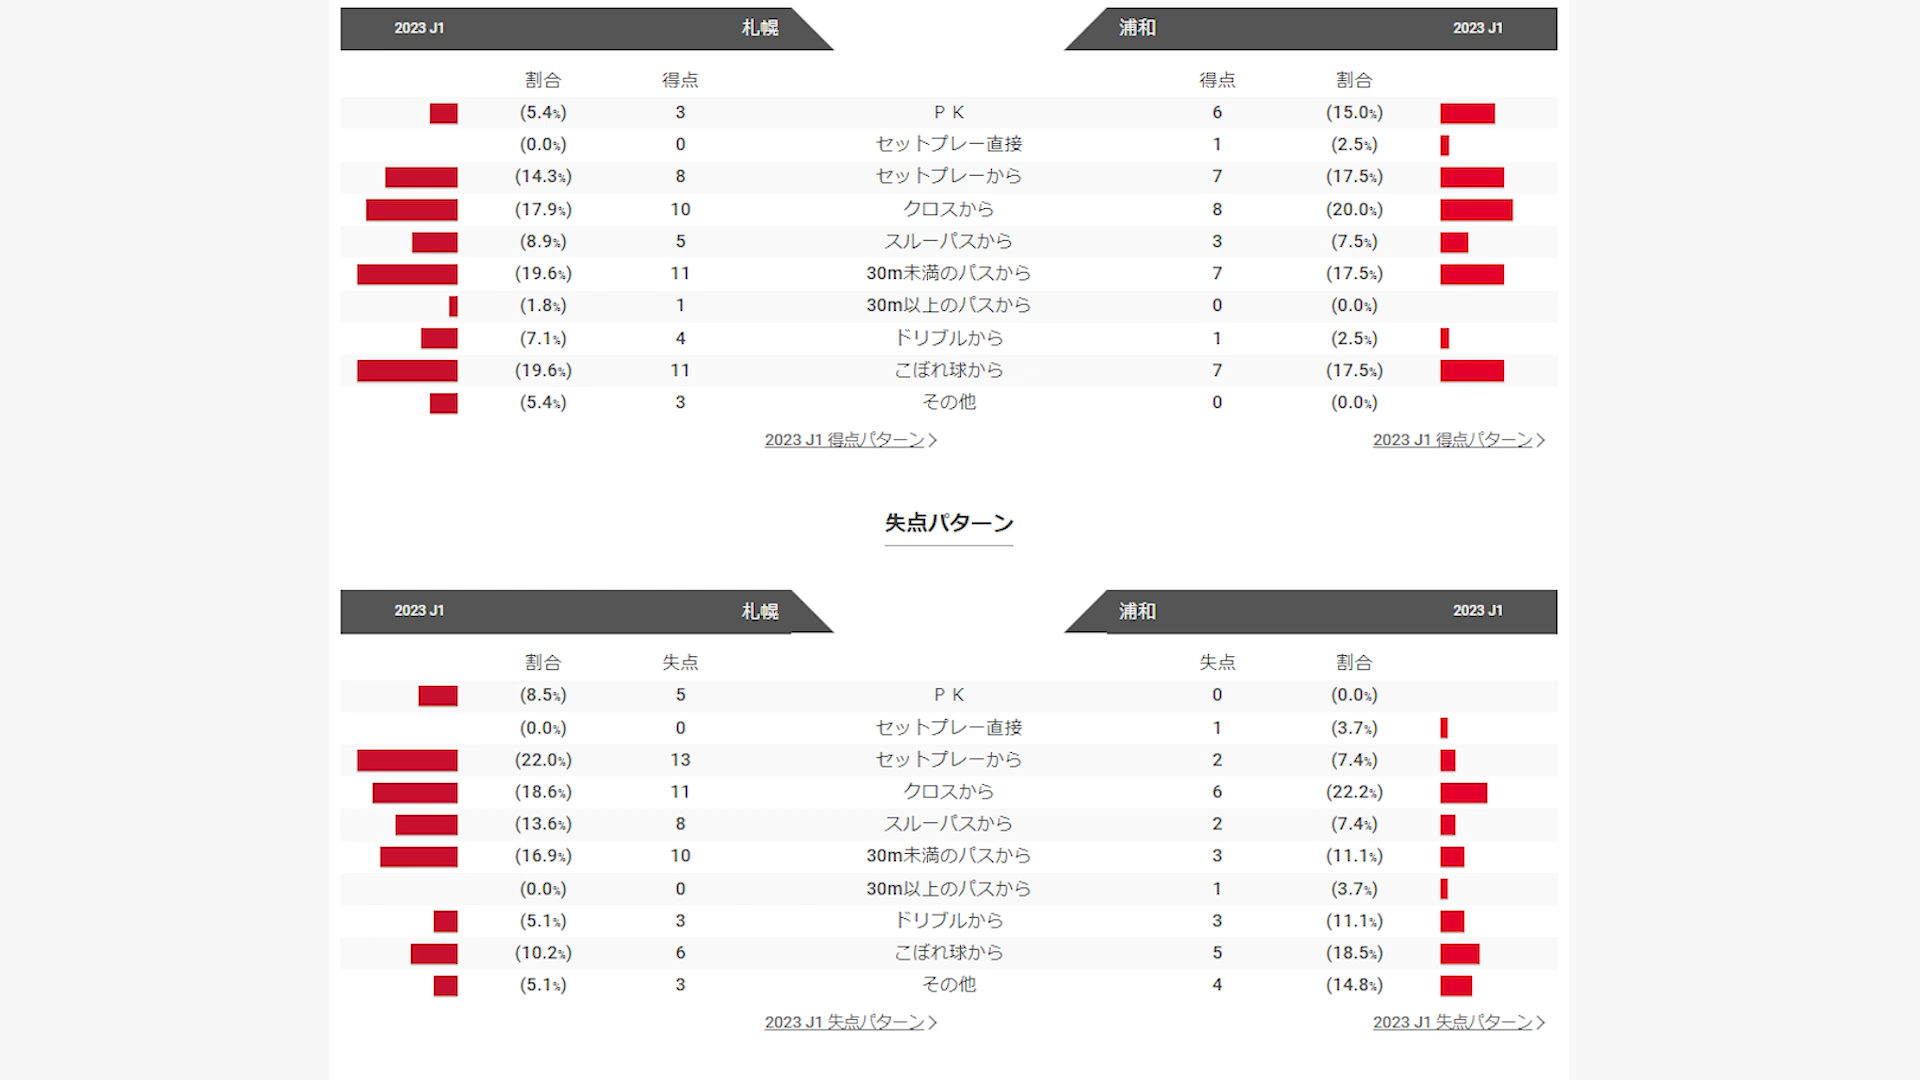 2023 J1 札幌 浦和 2023 J1
割合 得点 得点 割合
(5.4%) 3 ＰＫ 6 (15.0%)
(0.0%) 0 セットプレー直接 1 (2.5%)
(14.3%) 8 セットプレーから 7 (17.5%)
(17.9%) 10 クロスから 8 (20.0%)
(8.9%) 5 スルーパスから 3 (7.5%)
(19.6%) 11 30m未満のパスから 7 (17.5%)
(1.8%) 1 30m以上のパスから 0 (0.0%)
(7.1%) 4 ドリブルから 1 (2.5%)
(19.6%) 11 こぼれ球から 7 (17.5%)
(5.4%) 3 その他 0 (0.0%)
2023 J1 得点パターン 2023 J1 得点パターン
失点パターン
2023 J1 札幌 浦和 2023 J1
割合 失点 失点 割合
(8.5%) 5 ＰＫ 0 (0.0%)
(0.0%) 0 セットプレー直接 1 (3.7%)
(22.0%) 13 セットプレーから 2 (7.4%)
(18.6%) 11 クロスから 6 (22.2%)
(13.6%) 8 スルーパスから 2 (7.4%)
(16.9%) 10 30m未満のパスから 3 (11.1%)
(0.0%) 0 30m以上のパスから 1 (3.7%)
(5.1%) 3 ドリブルから 3 (11.1%)
(10.2%) 6 こぼれ球から 5 (18.5%)
(5.1%) 3 その他 4 (14.8%)
2023 J1 失点パターン 2023 J1 失点パターン